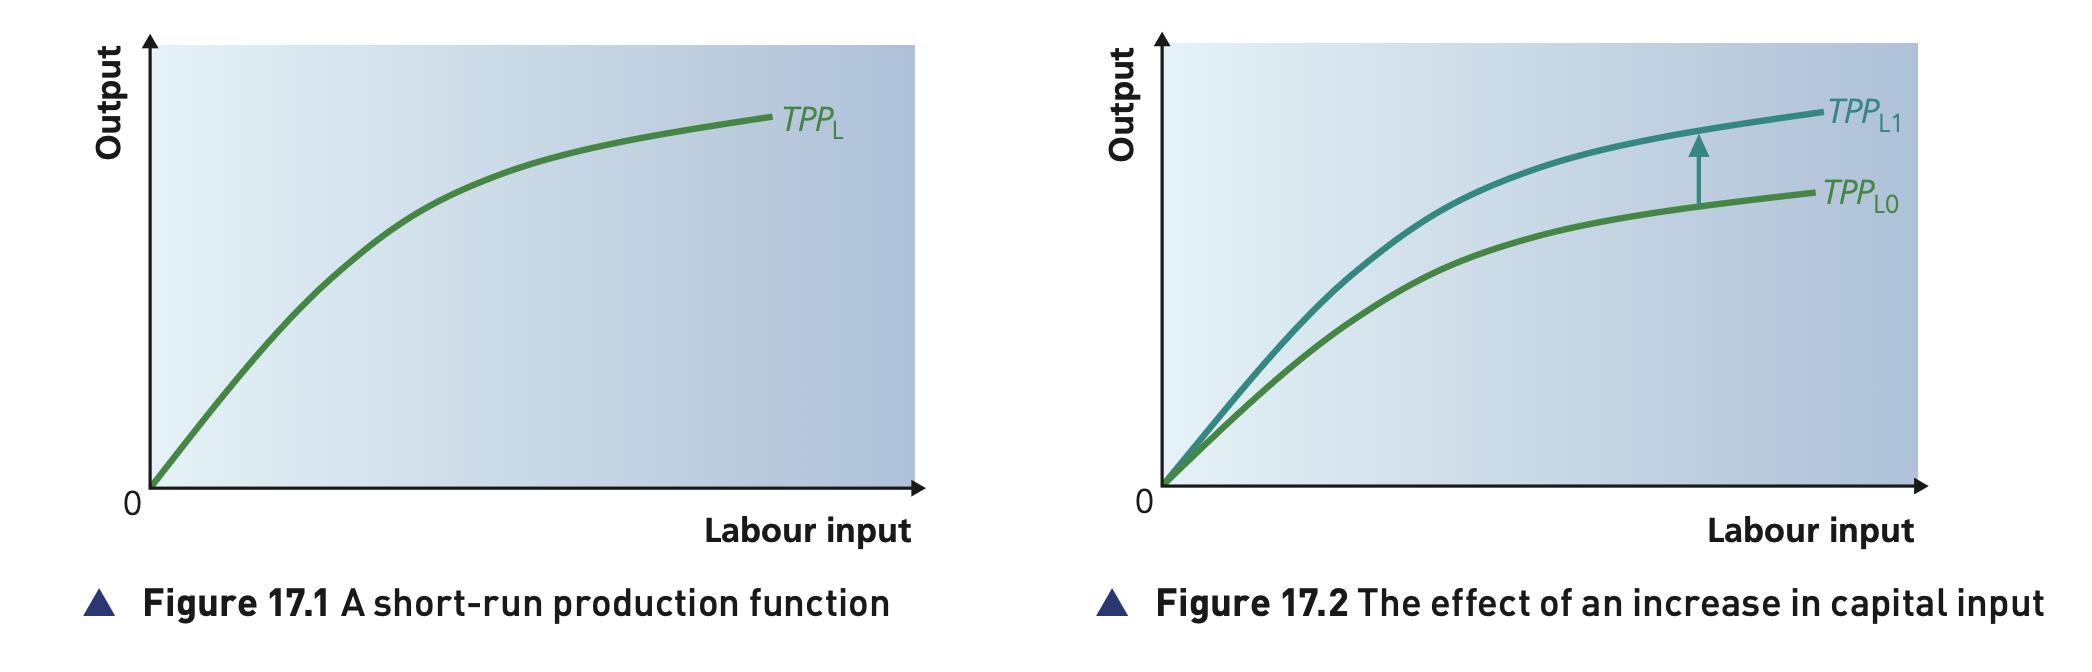 Output
TPPL
0
Labour input
▲ Figure 17.1 A short-run production function
Output
TPPL1
TPPL0
0
Labour input
▲ Figure 17.2 The effect of an increase in capital input